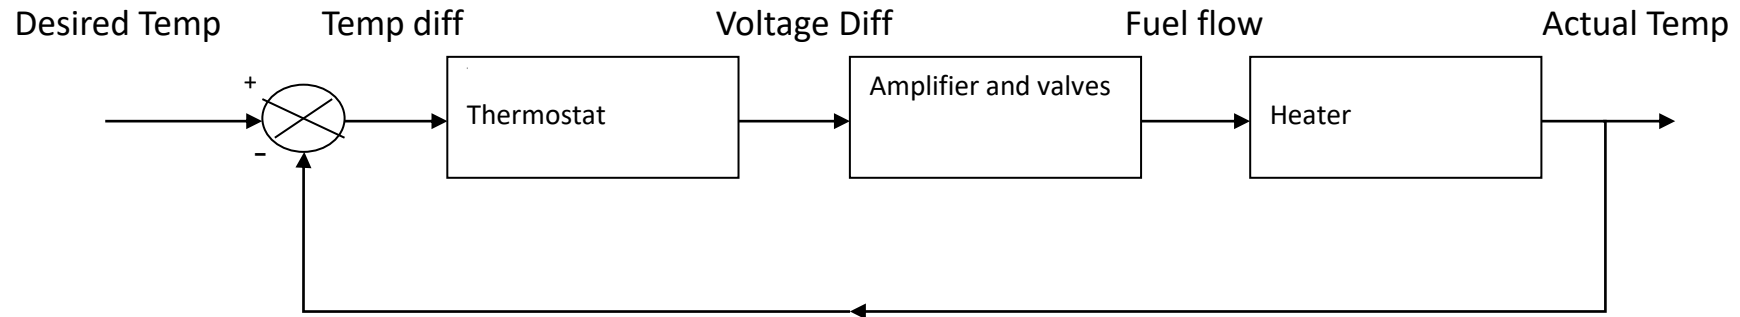 Desired Temp
Temp diff
Voltage Diff
Fuel flow
Actual Temp
+
Thermostat
Amplifier and valves
Heater
–